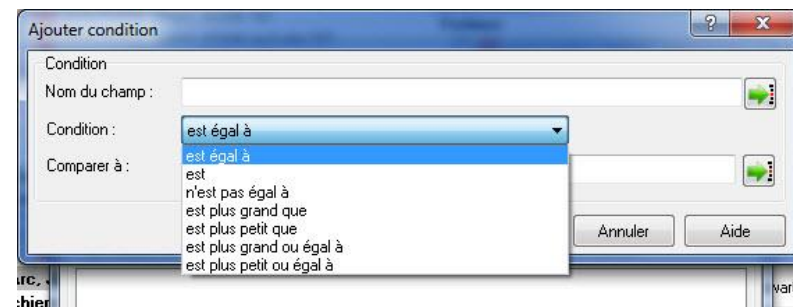 Ajouter condition
Condition
Nom du champ :
Condition :
est égal à
Comparer à :
est égal à
est
n'est pas égal à
est plus grand que
est plus petit que
est plus grand ou égal à
est plus petit ou égal à
Annuler
Aide